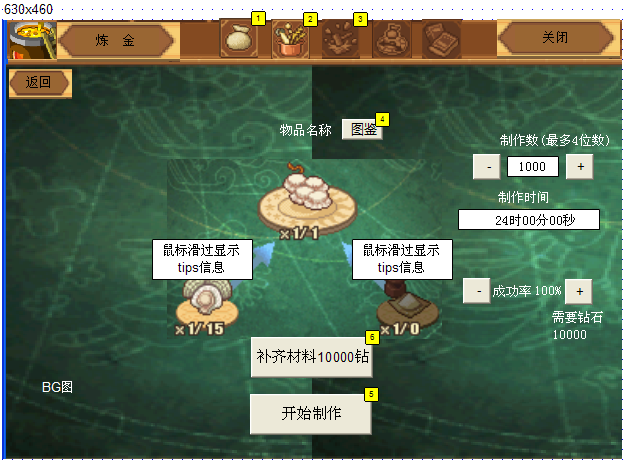 630x460
炼 金
1
2
3
关闭
返回
物品名称
图鉴
4
制作数(最多4位数)
-
1000
+
制作时间
24时00分00秒
×1/1
鼠标滑过显示
tips信息
鼠标滑过显示
tips信息
-
成功率100%
+
×1/15
×1/0
需要钻石
10000
6
补齐材料10000钻
BG图
5
开始制作